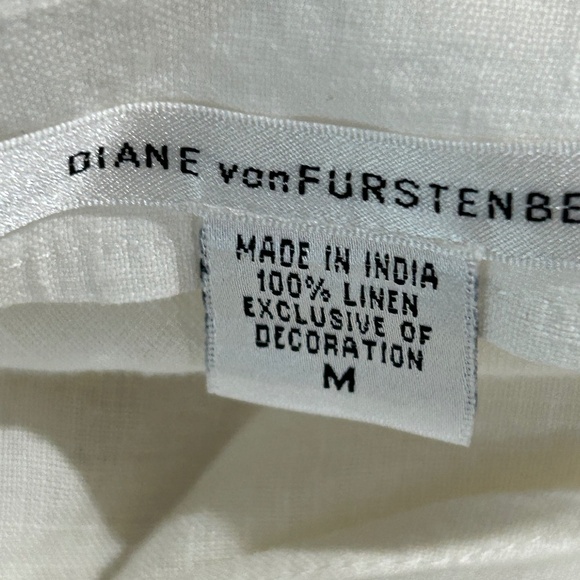 DIANE vonFURSTENBE
MADE IN INDIA
100% LINEN
EXCLUSIVE OF
DECORATION
M